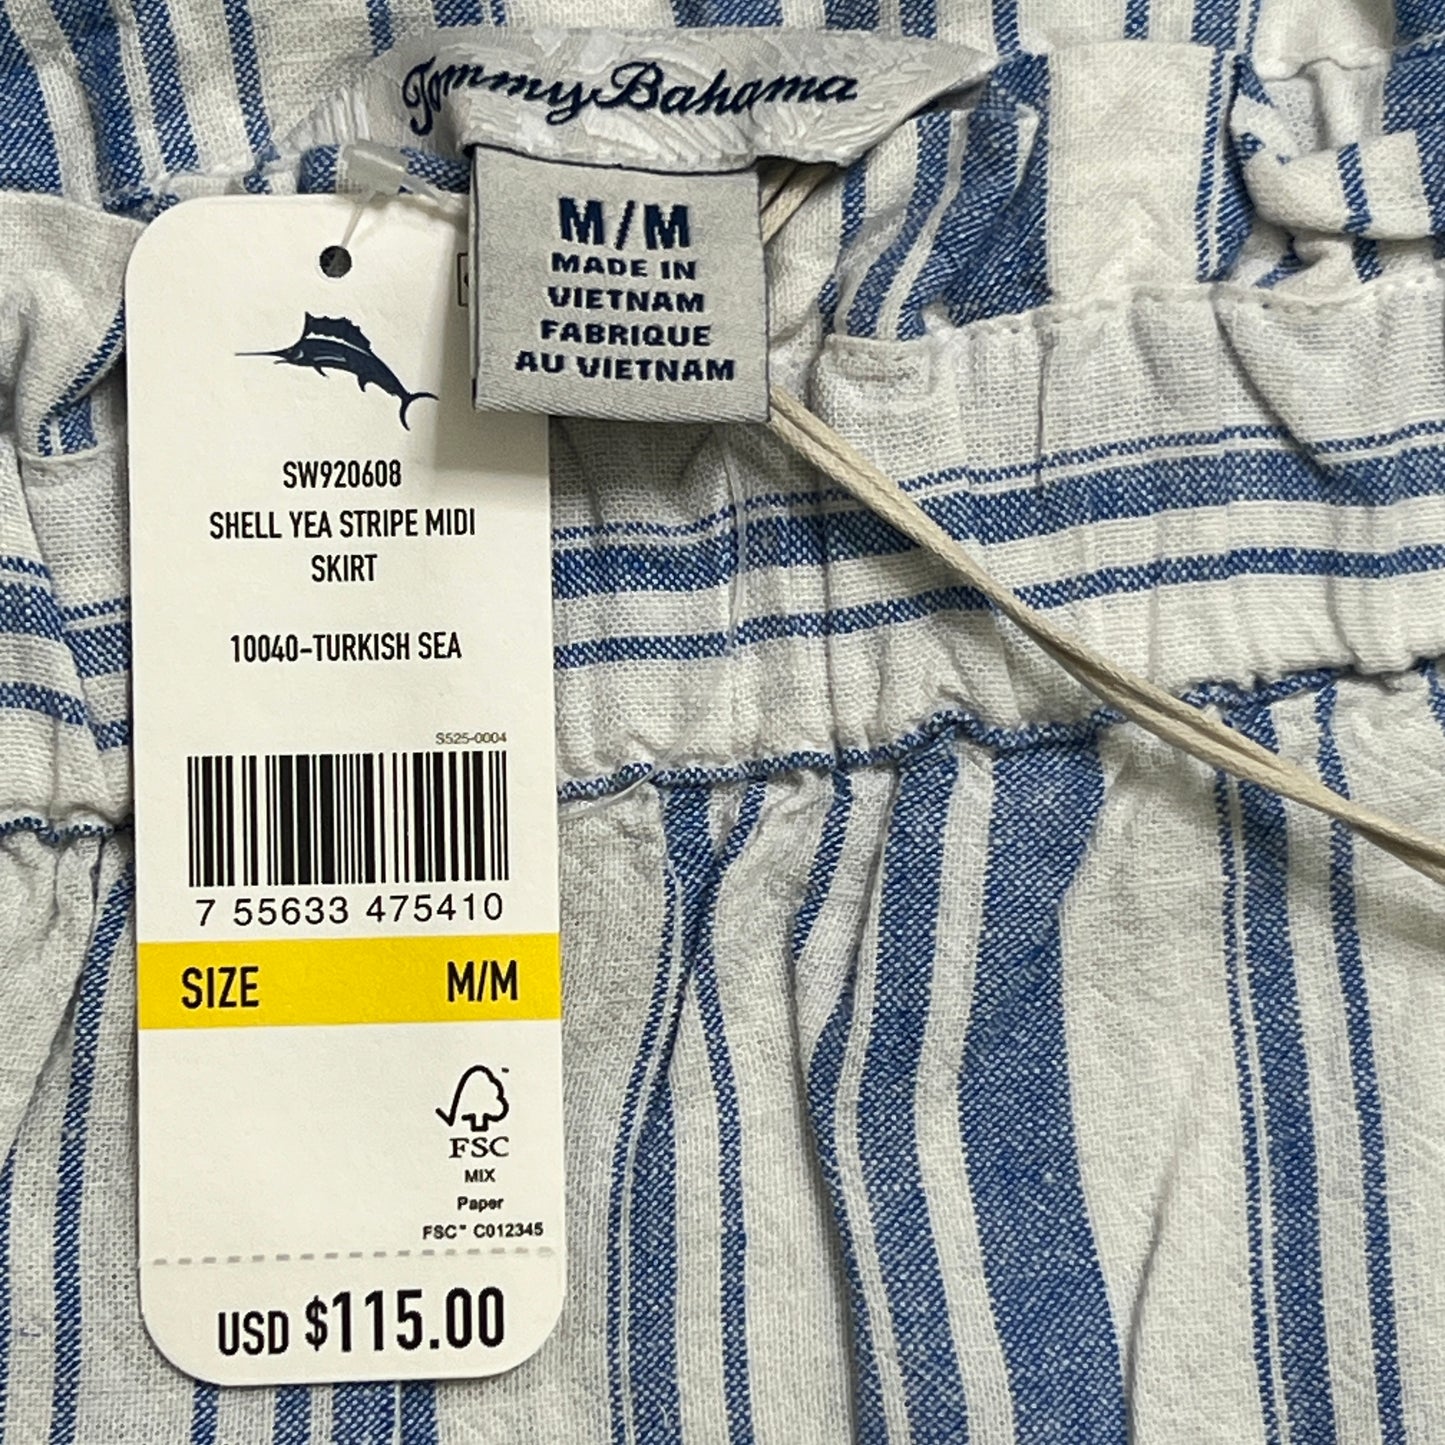 Tommy Bahama
M/M
MADE IN
VIETNAM
FABRIQUE
AU VIETNAM
SW920608
SHELL YEA STRIPE MIDI
SKIRT
10040-TURKISH SEA
S525-0004
7 55633 475410
SIZE M/M
FSC
MIX
Paper
FSC™ C012345
USD $115.00